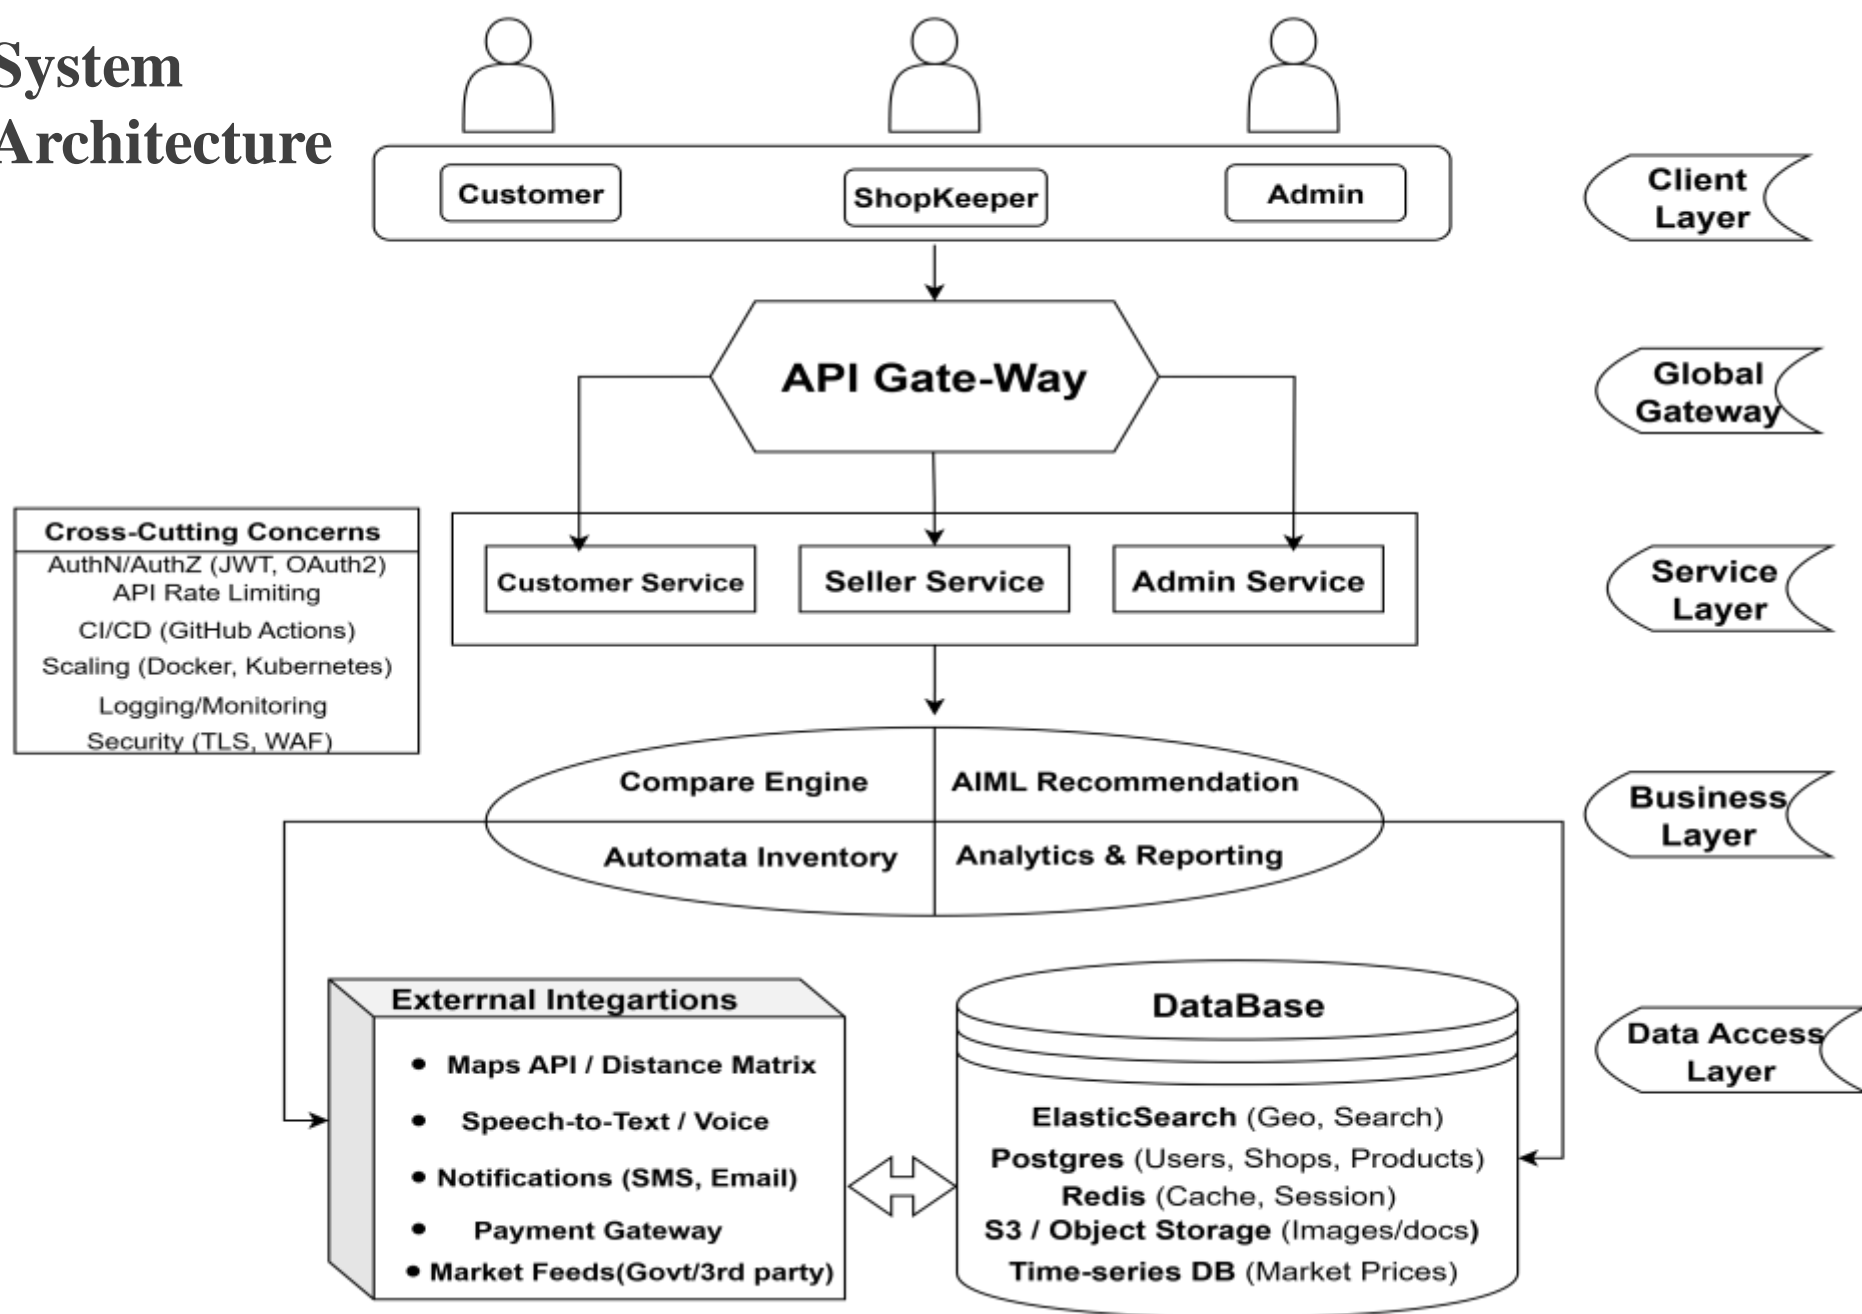 System
Architecture
Customer
ShopKeeper
Admin
Client
Layer
API Gate-Way
Global
Gateway
Cross-Cutting Concerns
AuthN/AuthZ (JWT, OAuth2)
API Rate Limiting
CI/CD (GitHub Actions)
Scaling (Docker, Kubernetes)
Logging/Monitoring
Security (TLS, WAF)
Customer Service
Seller Service
Admin Service
Service
Layer
Compare Engine
AIML Recommendation
Automata Inventory
Analytics & Reporting
Business
Layer
Exterrnal Integartions
• Maps API / Distance Matrix
• Speech-to-Text / Voice
• Notifications (SMS, Email)
• Payment Gateway
• Market Feeds(Govt/3rd party)
DataBase
ElasticSearch (Geo, Search)
Postgres (Users, Shops, Products)
Redis (Cache, Session)
S3 / Object Storage (Images/docs)
Time-series DB (Market Prices)
Data Access
Layer